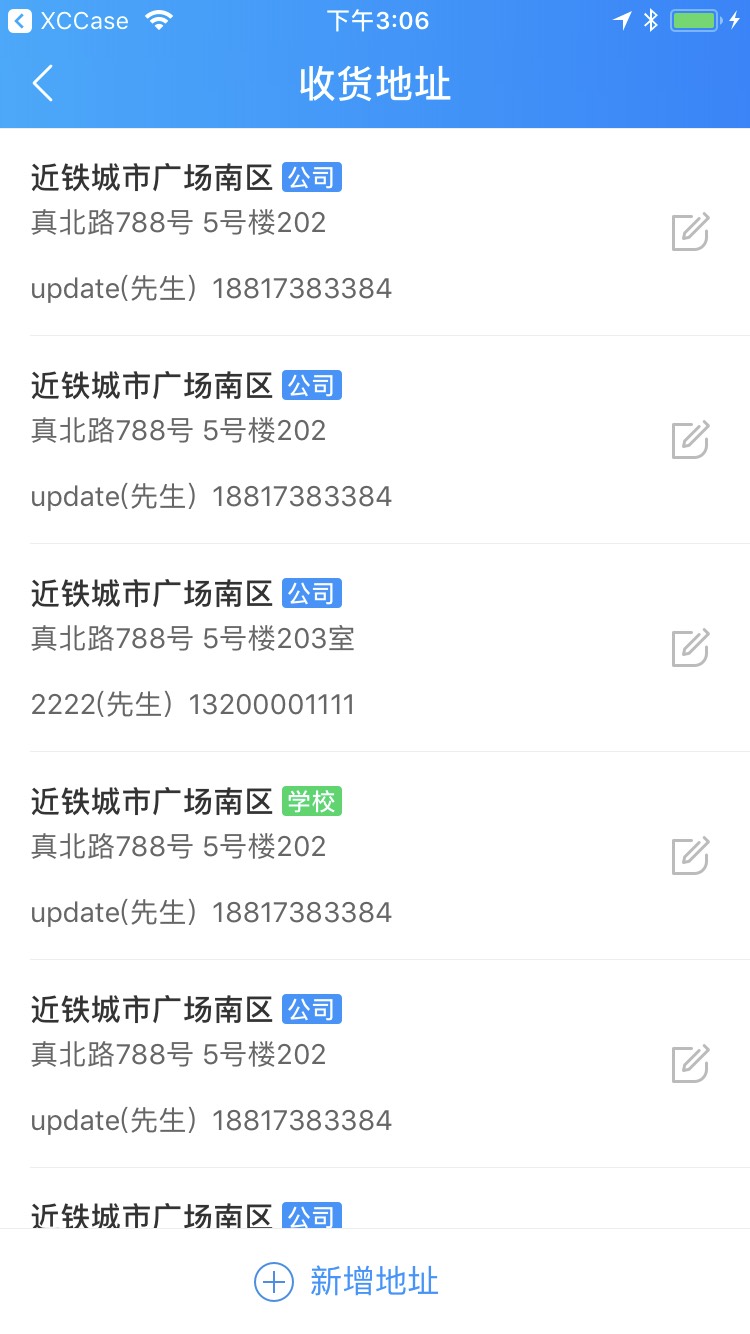 XCCase 下午3:06
收货地址
近铁城市广场南区 公司
真北路788号 5号楼202
update(先生) 18817383384
近铁城市广场南区 公司
真北路788号 5号楼202
update(先生) 18817383384
近铁城市广场南区 公司
真北路788号 5号楼203室
2222(先生) 13200001111
近铁城市广场南区 学校
真北路788号 5号楼202
update(先生) 18817383384
近铁城市广场南区 公司
真北路788号 5号楼202
update(先生) 18817383384
近铁城市广场南区 公司
新增地址